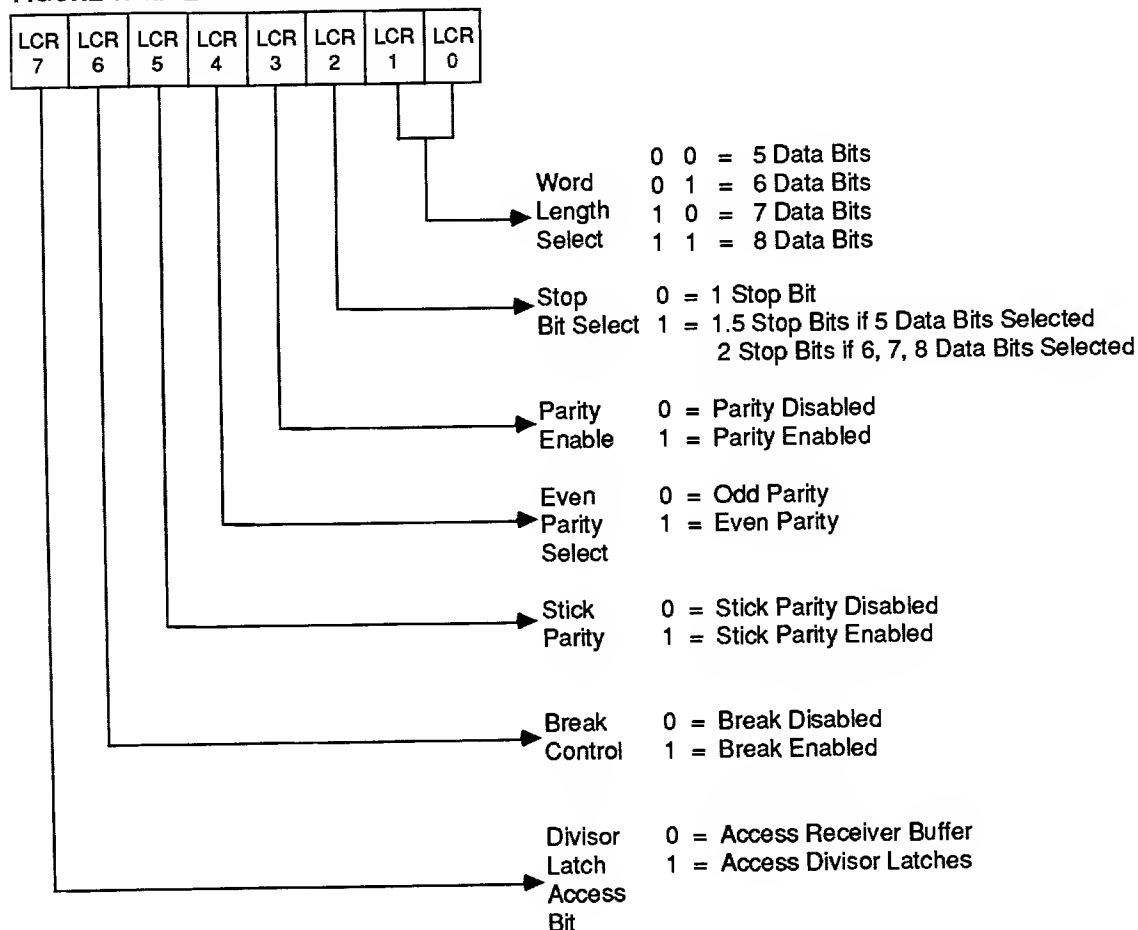 LCR LCR LCR LCR LCR LCR LCR LCR
7 6 5 4 3 2 1 0
0 0 = 5 Data Bits
Word 0 1 = 6 Data Bits
Length 1 0 = 7 Data Bits
Select 1 1 = 8 Data Bits
Stop 0 = 1 Stop Bit
Bit Select 1 = 1.5 Stop Bits if 5 Data Bits Selected
2 Stop Bits if 6, 7, 8 Data Bits Selected
Parity 0 = Parity Disabled
Enable 1 = Parity Enabled
Even 0 = Odd Parity
Parity 1 = Even Parity
Select
Stick 0 = Stick Parity Disabled
Parity 1 = Stick Parity Enabled
Break 0 = Break Disabled
Control 1 = Break Enabled
Divisor 0 = Access Receiver Buffer
Latch 1 = Access Divisor Latches
Access
Bit